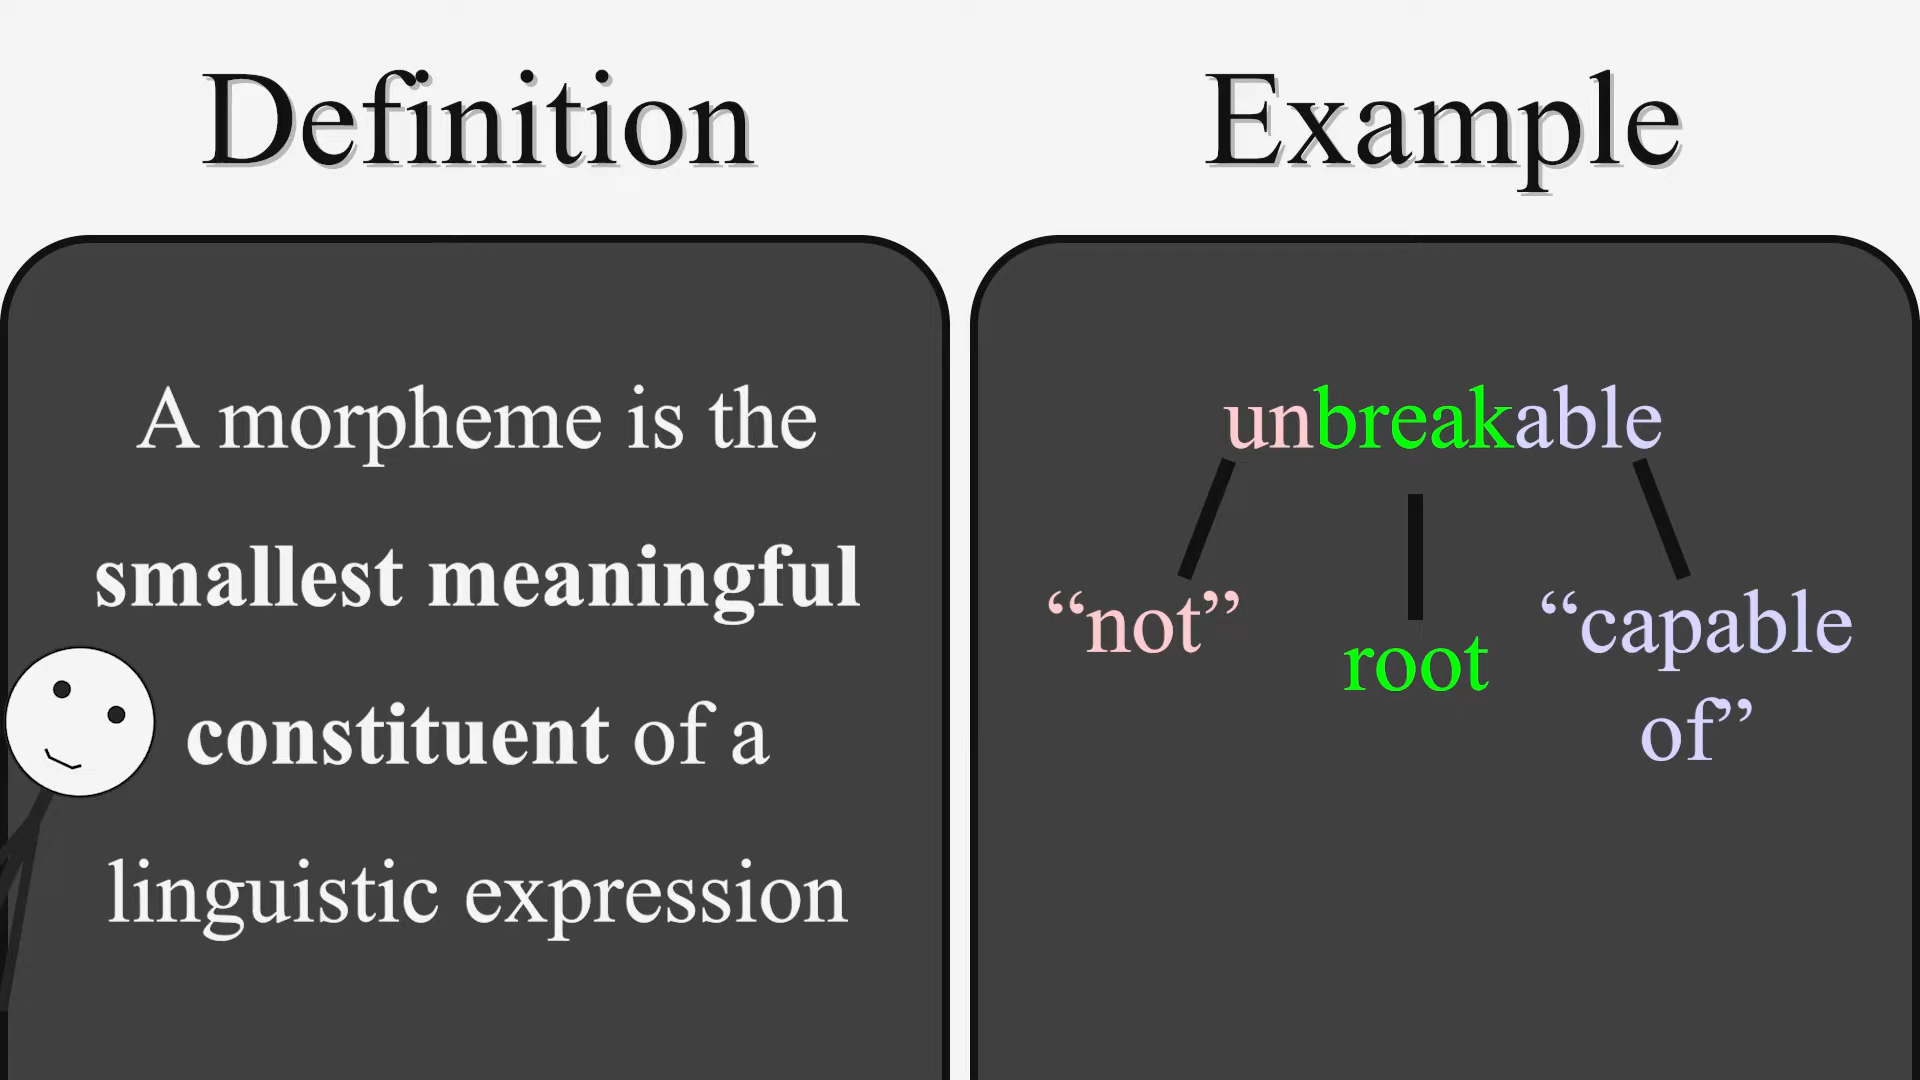 Definition
A morpheme is the
smallest meaningful
constituent of a
linguistic expression
Example
unbreakable
“not”
root
“capable
of”